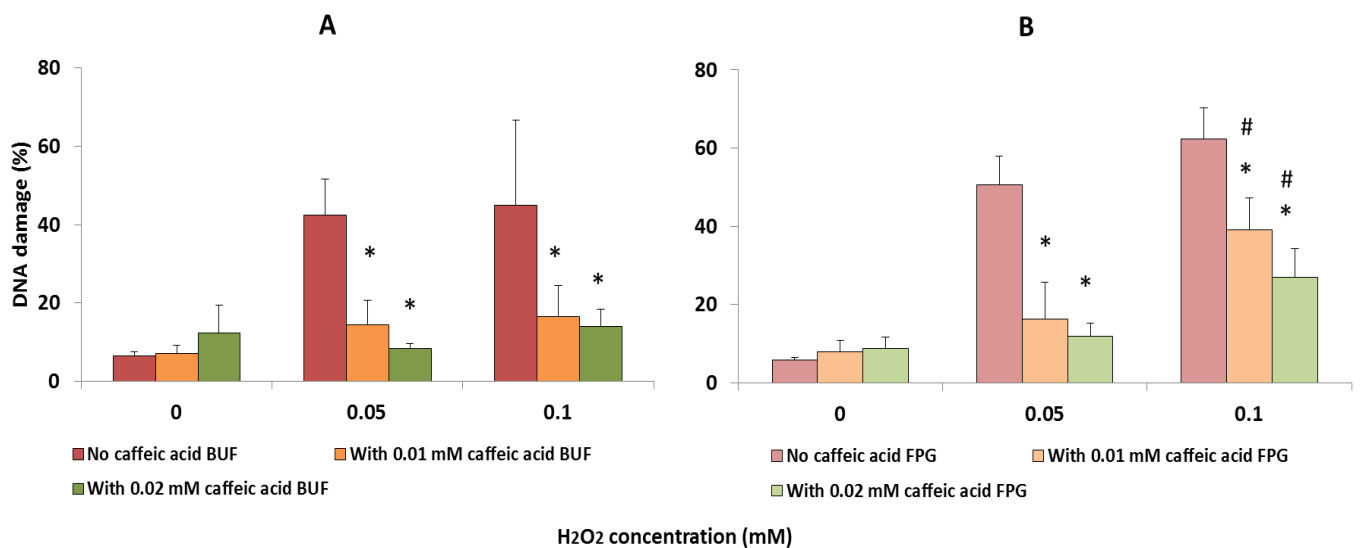 A
DNA damage (%)
80
60
40
20
0
*
*
*
*
0
0.05
0.1
No caffeic acid BUF
With 0.01 mM caffeic acid BUF
With 0.02 mM caffeic acid BUF
B
80
60
40
20
0
*
*
#
*
#
*
0
0.05
0.1
No caffeic acid FPG
With 0.01 mM caffeic acid FPG
With 0.02 mM caffeic acid FPG
H2O2 concentration (mM)